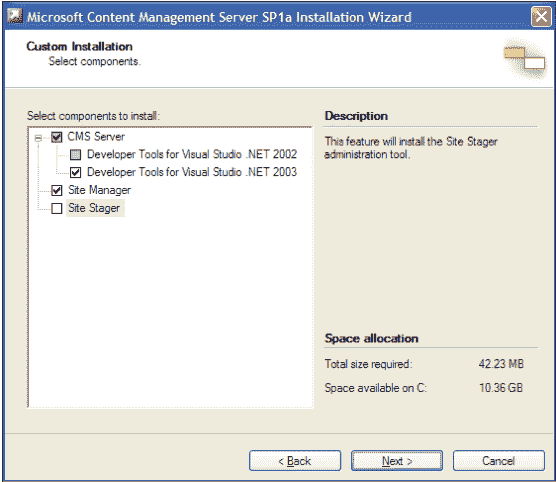 Microsoft Content Management Server SP1a Installation Wizard
Custom Installation
Select components.
Select components to install:
CMS Server
Developer Tools for Visual Studio .NET 2002
Developer Tools for Visual Studio .NET 2003
Site Manager
Site Stager
Description
This feature will install the Site Stager
administration tool.
Space allocation
Total size required: 42.23 MB
Space available on C: 10.36 GB
< Back Next > Cancel